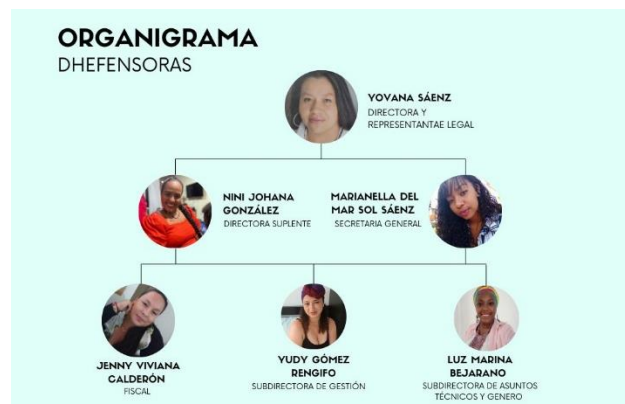 ORGANIGRAMA
DHEFENSORAS
YOVANA SÁENZ
DIRECTORA Y
REPRESENTANTAE LEGAL
NINI JOHANA
GONZÁLEZ
DIRECTORA SUPLENTE
MARIANELLA DEL
MAR SOL SÁENZ
SECRETARIA GENERAL
JENNY VIVIANA
CALDERÓN
FISCAL
YUDY GÓMEZ
RENGIFO
SUBDIRECTORA DE GESTIÓN
LUZ MARINA
BEJARANO
SUBDIRECTORA DE ASUNTOS
TÉCNICOS Y GENERO